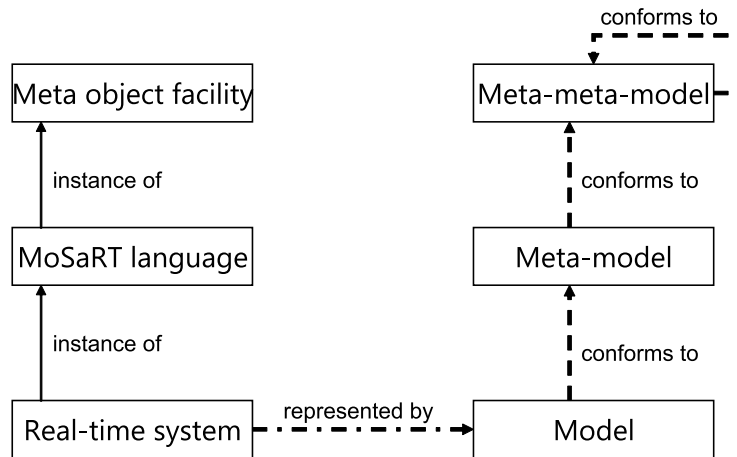 conforms to
Meta object facility
Meta-meta-model
instance of
conforms to
MoSaRT language
Meta-model
instance of
conforms to
Real-time system
represented by
Model